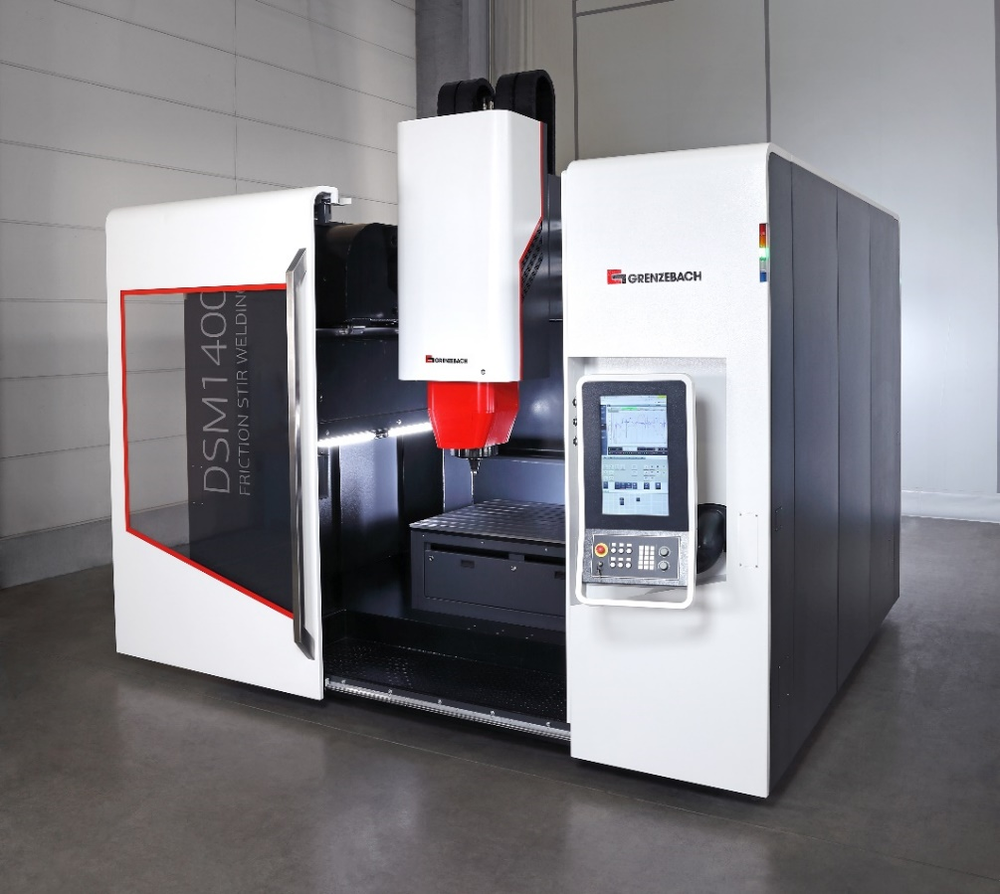 GRENZEBACH
GRENZEBACH
DSM1400
FRICTION STIR WELDING